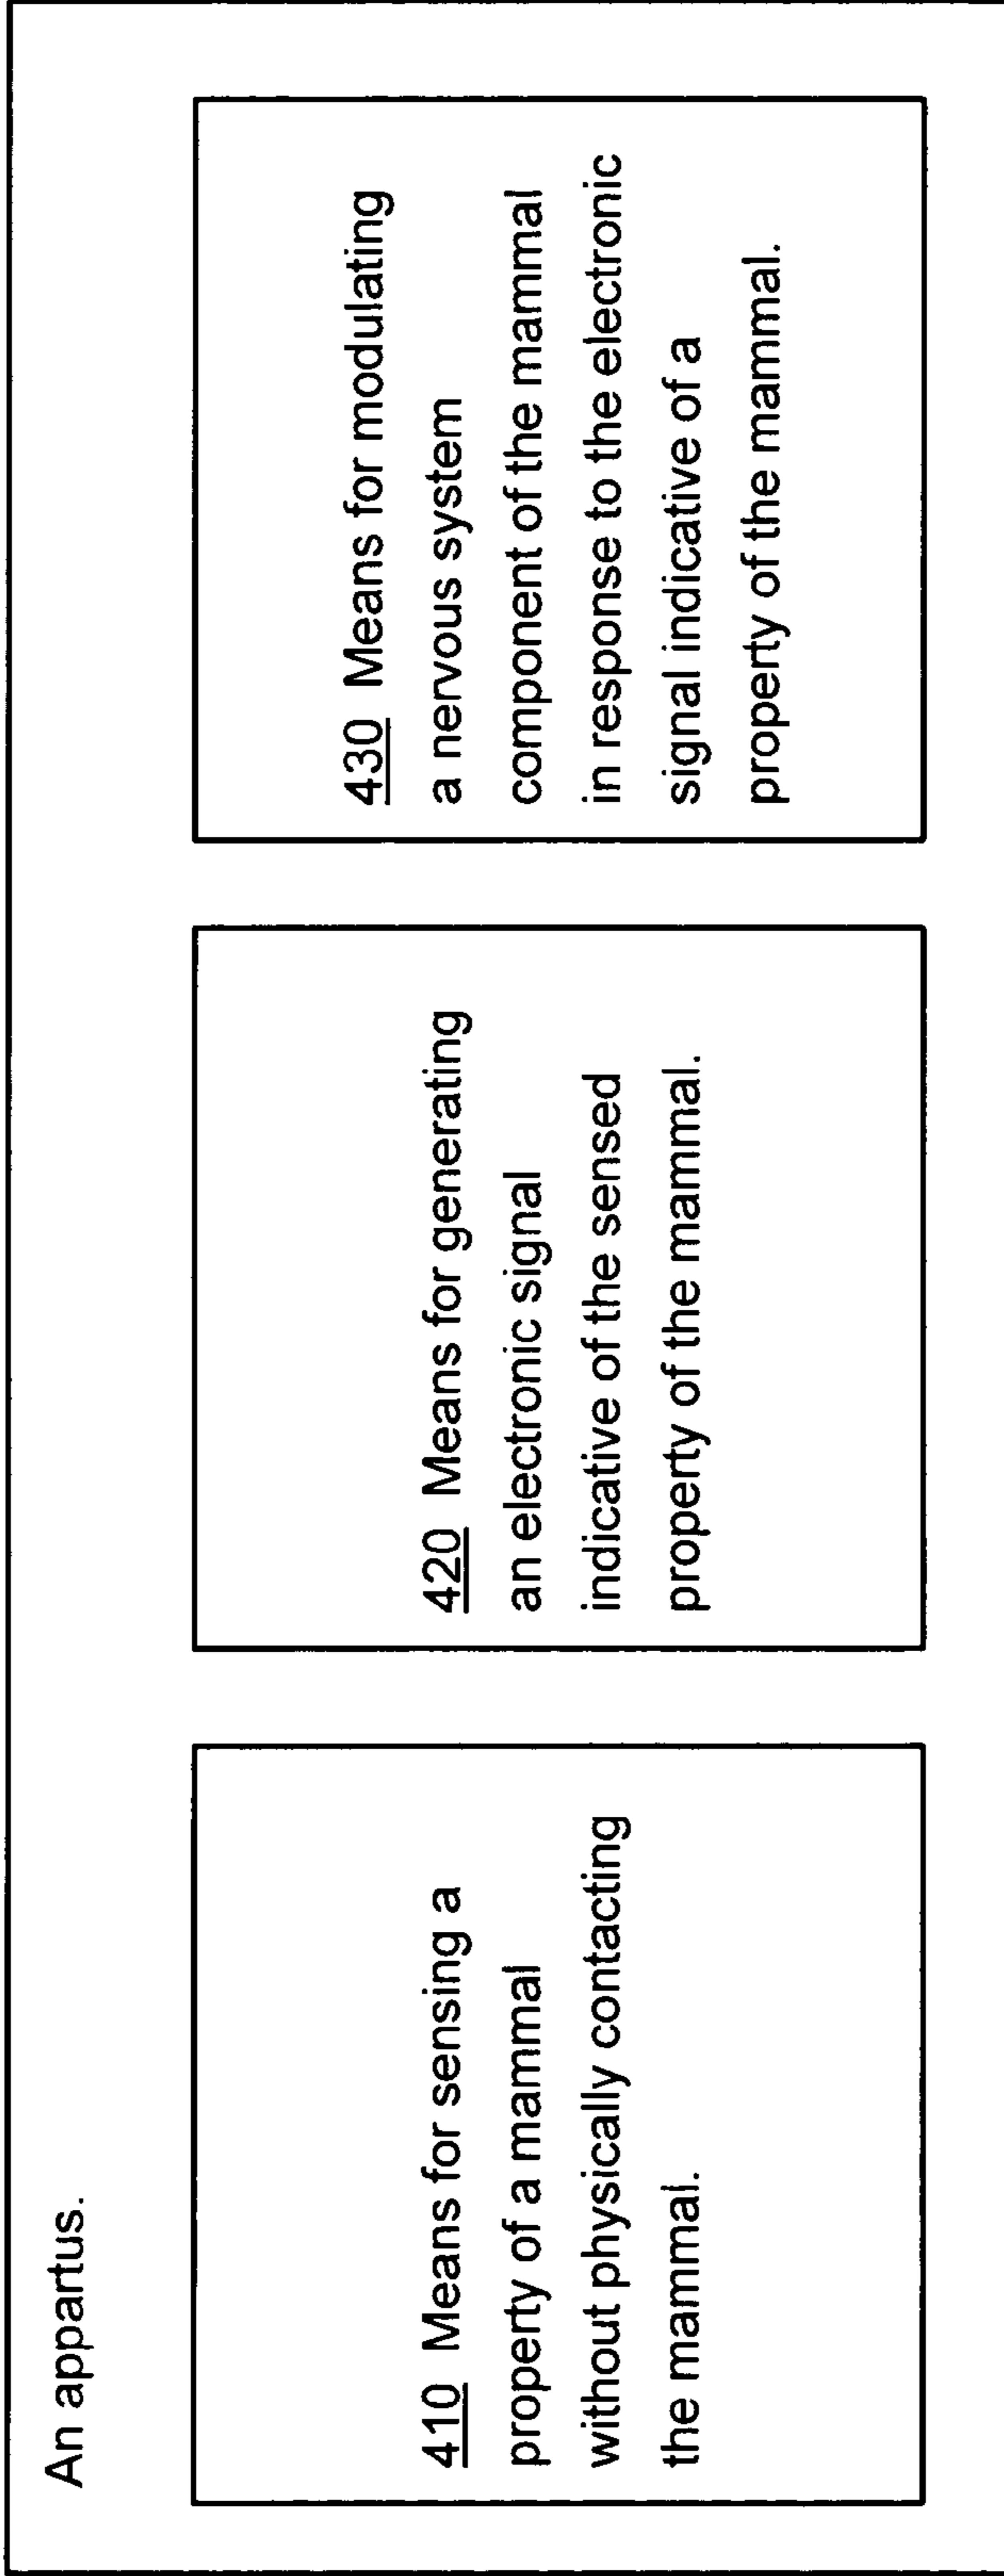 An appartus.
410 Means for sensing a
property of a mammal
without physically contacting
the mammal.
420 Means for generating
an electronic signal
indicative of the sensed
property of the mammal.
430 Means for modulating
a nervous system
component of the mammal
in response to the electronic
signal indicative of a
property of the mammal.